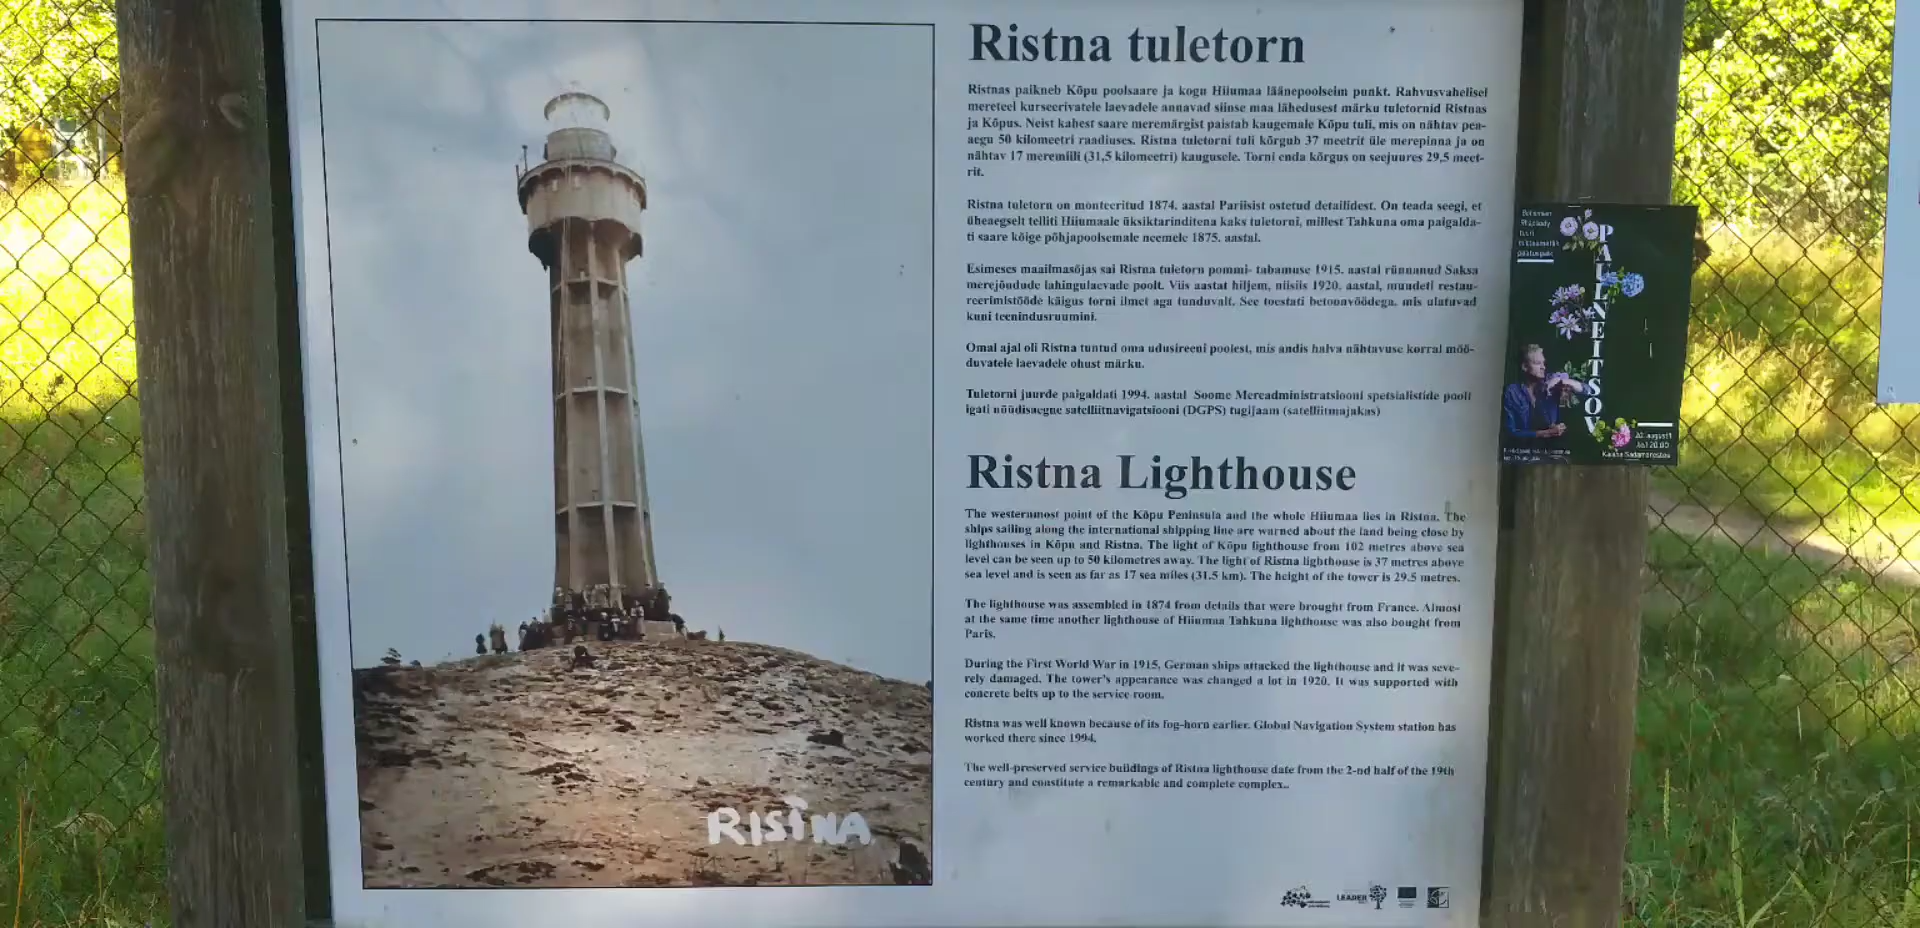 Ristna tuletorn
Ristnas paikneb Kõpu poolsaare ja kogu Hiiumaa läänepoolseim punkt. Rahvusvahelisel
mereteel kurseerivatele laevadele annavad siinse maa lähedusest märku tuletornid Ristnas
ja Kõpus. Neist kahest saare meremärgist paistab kaugemale Kõpu tuli, mis on nähtav pea-
aegu 50 kilomeetri raadiuses. Ristna tuletorni tuli kõrgub 37 meetrit üle merepinna ja on
nähtav 17 meremiili (31,5 kilomeetri) kaugusele. Torni enda kõrgus on seejuures 29,5 meet-
rit.
Ristna tuletorn on monteeritud 1874. aastal Pariisist ostetud detailidest. On teada seegi, et
üheaegselt telliti Hiiumaale üksiktarinditena kaks tuletorni, millest Tahkuna oma paigalda-
ti saare kõige põhjapoolsemale neemele 1875. aastal.
Esimeses maailmasõjas sai Ristna tuletorn pommi- tabamuse 1915. aastal rünnanud Saksa
merejõudude lahingulaevade poolt. Viis aastat hiljem, niisiis 1920. aastal, muudeti restau-
reerimistööde käigus torni ilmet aga tunduvalt. See toestati betoonvöödega, mis ulatuvad
kuni teenindusruumini.
Omal ajal oli Ristna tuntud oma udusireeni poolest, mis andis halva nähtavuse korral möö-
duvatele laevadele ohust märku.
Tuletorni juurde paigaldati 1994. aastal Soome Mereadministratsiooni spetsialistide pooli
igati nüüdisaegne satelliitnavigatsiooni (DGPS) tugijaam (satelliitmajakas)
Ristna Lighthouse
The westernmost point of the Kõpu Peninsula and the whole Hiiumaa lies in Ristna. The
ships sailing along the international shipping line are warned about the land being close by
lighthouses in Kõpu and Ristna. The light of Kõpu lighthouse from 102 metres above sea
level can be seen up to 50 kilometres away. The light of Ristna lighthouse is 37 metres above
sea level and is seen as far as 17 sea miles (31.5 km). The height of the tower is 29.5 metres.
The lighthouse was assembled in 1874 from details that were brought from France. Almost
at the same time another lighthouse of Hiiumaa Tahkuna lighthouse was also bought from
Paris.
During the First World War in 1915, German ships attacked the lighthouse and it was seve-
rely damaged. The tower's appearance was changed a lot in 1920. It was supported with
concrete belts up to the service room.
Ristna was well known because of its fog-horn earlier. Global Navigation System station has
worked there since 1994.
The well-preserved service buildings of Ristna lighthouse date from the 2-nd half of the 19th
century and constitute a remarkable and complete complex..
RISTNA
LEADER
PAUL NEITSOV